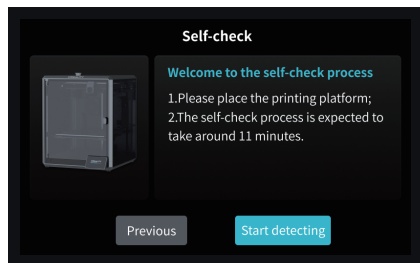 Self-check
Welcome to the self-check process
1.Please place the printing platform;
2.The self-check process is expected to
take around 11 minutes.
Previous
Start detecting